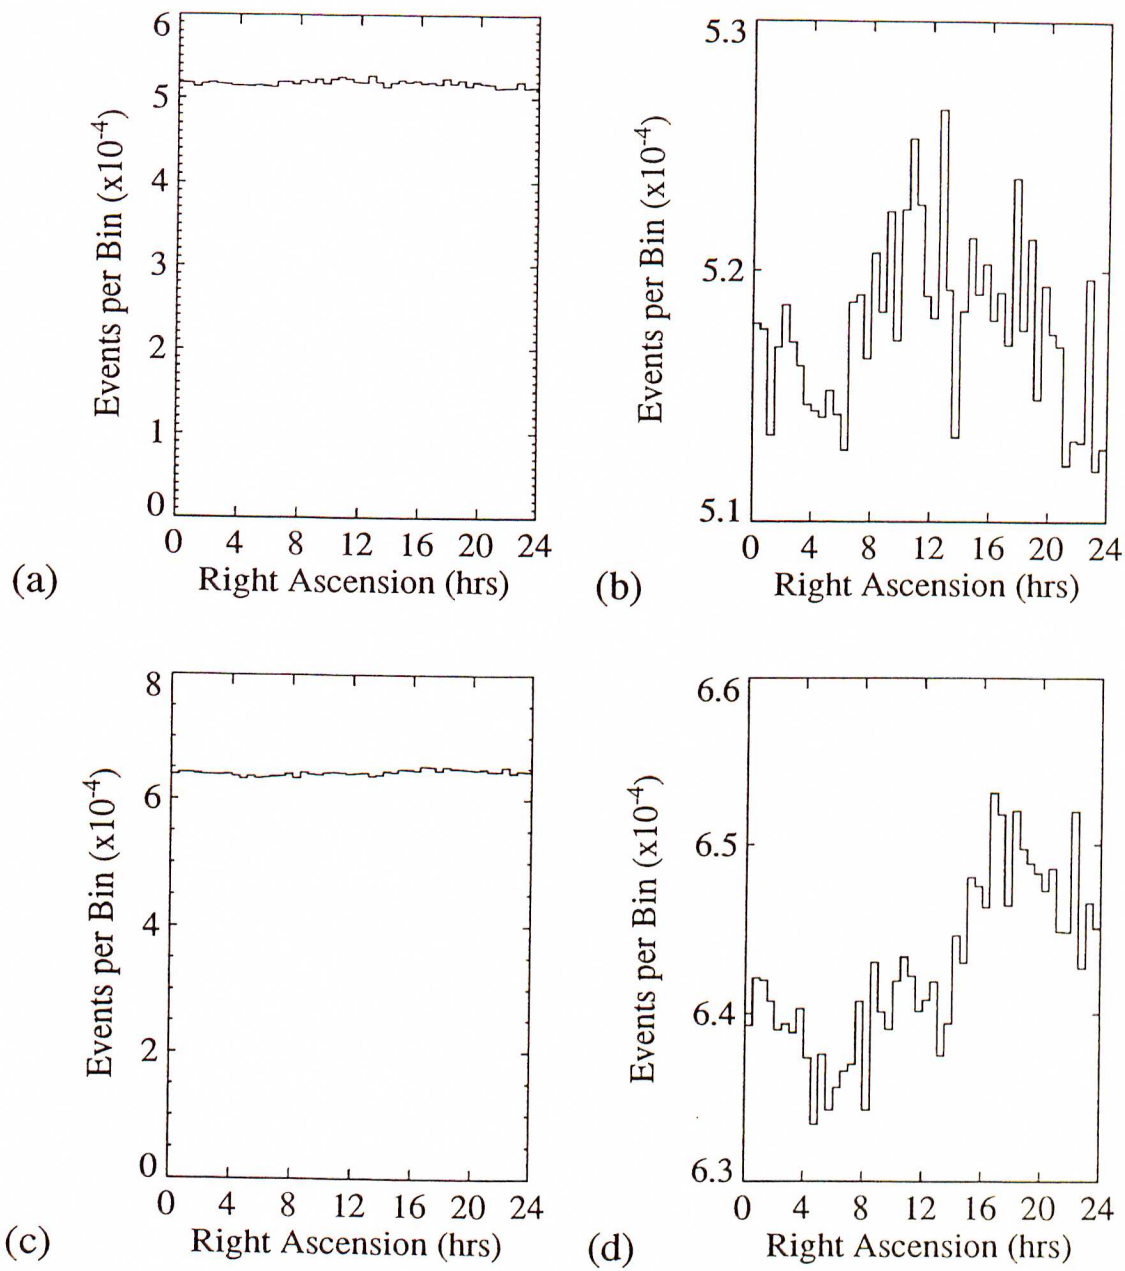 6
5
4
3
2
1
0
Events per Bin (x10-4)
0 4 8 12 16 20 24
Right Ascension (hrs)
(a)
5.3
5.2
5.1
Events per Bin (x10-4)
0 4 8 12 16 20 24
Right Ascension (hrs)
(b)
8
6
4
2
0
Events per Bin (x10-4)
0 4 8 12 16 20 24
Right Ascension (hrs)
(c)
6.6
6.5
6.4
6.3
Events per Bin (x10-4)
0 4 8 12 16 20 24
Right Ascension (hrs)
(d)